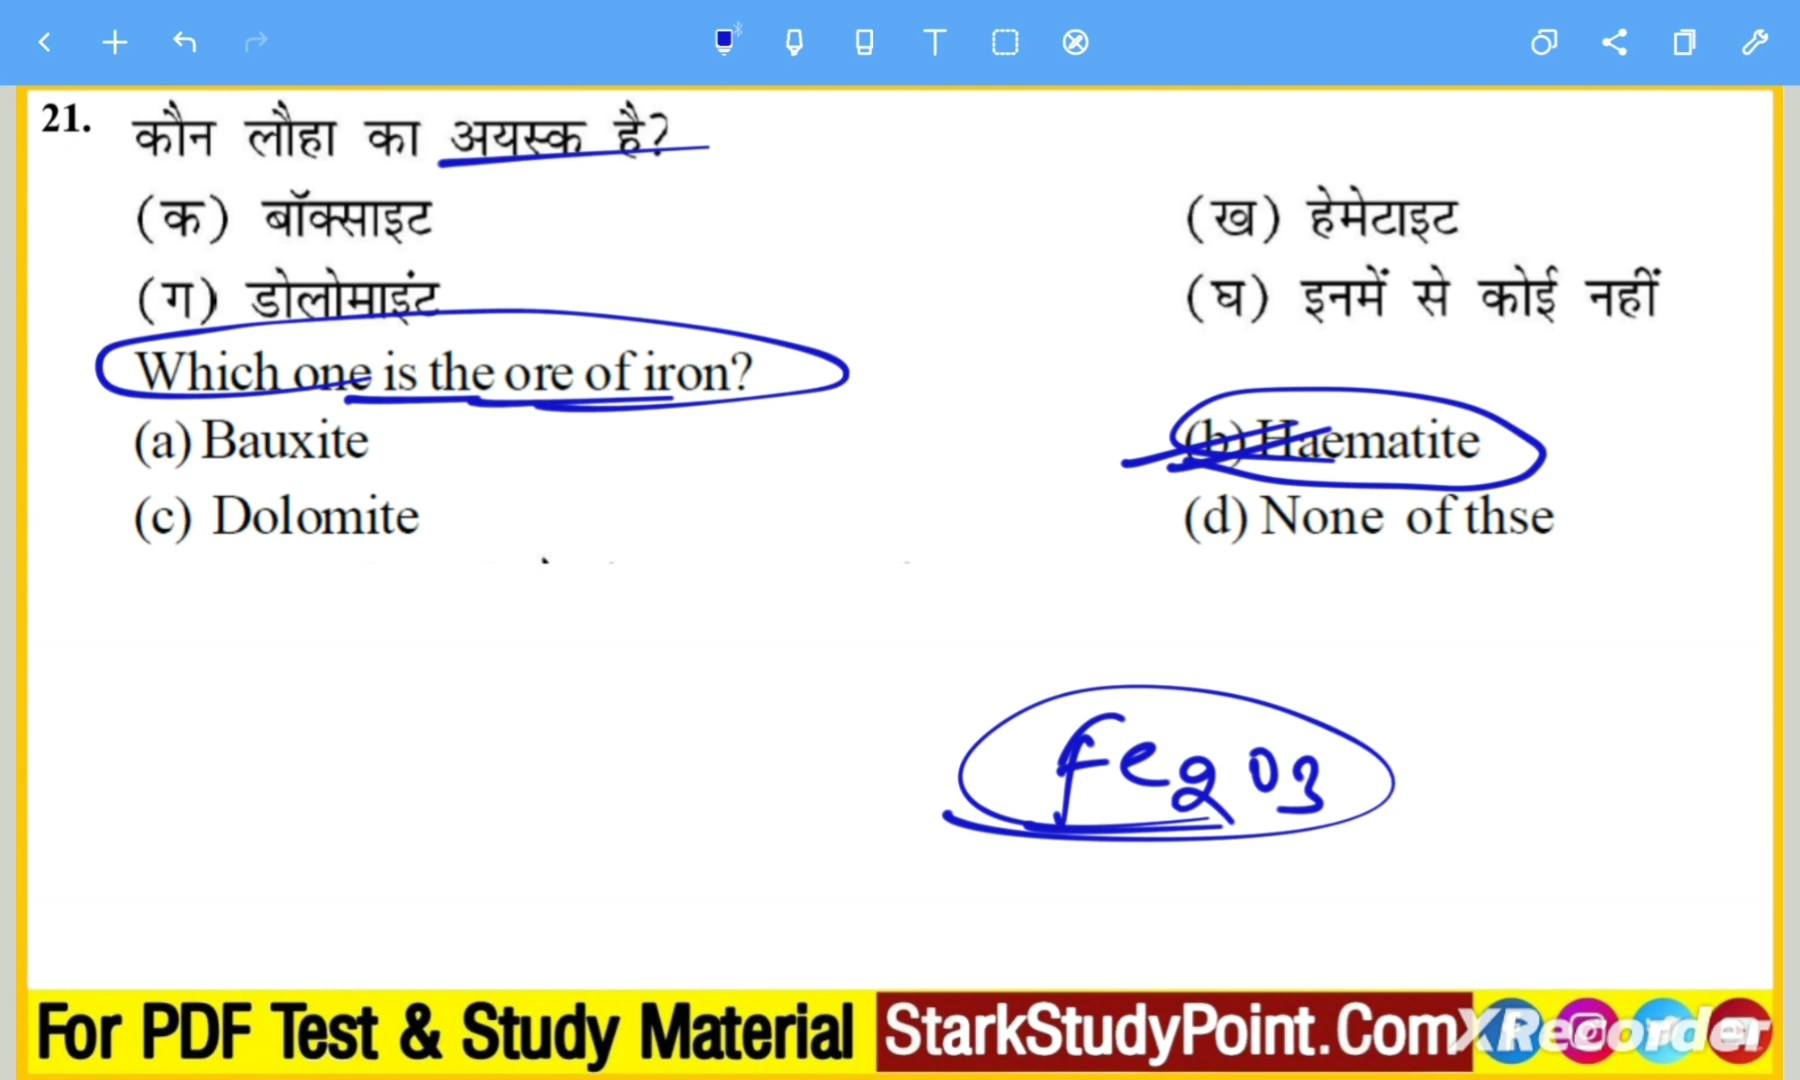 21. कौन लौहा का अयस्क है?
(क) बॉक्साइट (ख) हेमेटाइट
(ग) डोलोमाइंट (घ) इनमें से कोई नहीं
Which one is the ore of iron?
(a) Bauxite (b) Haematite
(c) Dolomite (d) None of thse
Fe2O3
For PDF Test & Study Material StarkStudyPoint.Com XRecorder